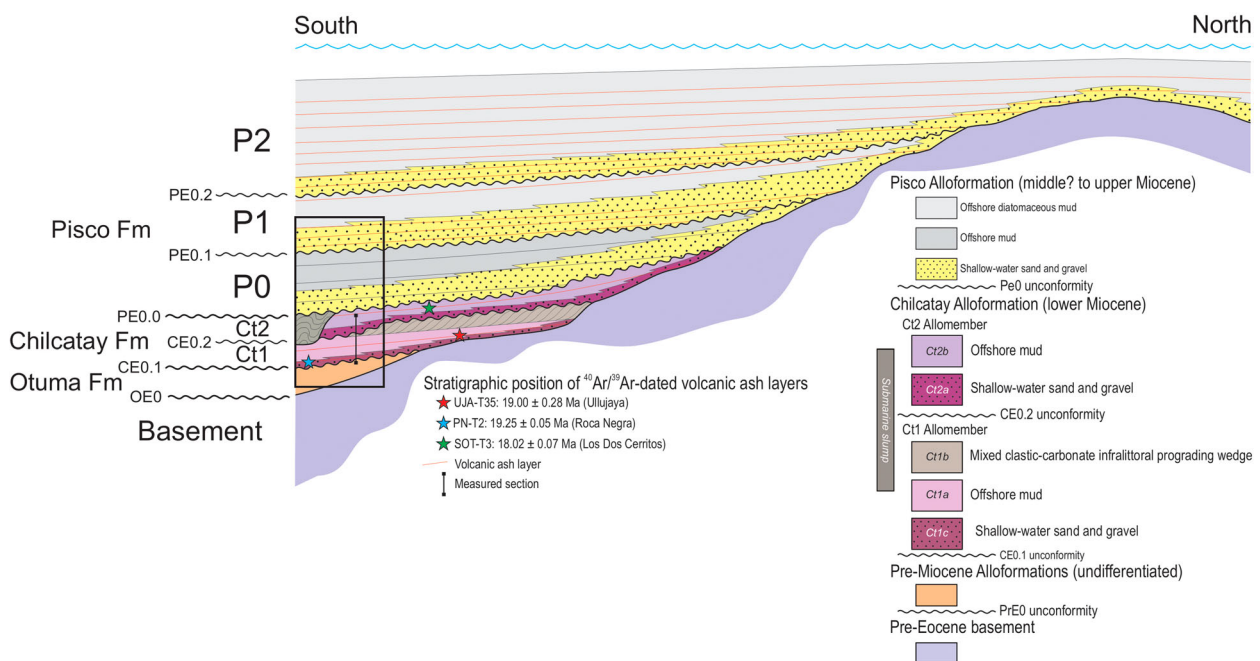 South
North
P2
PE0.2
Pisco Fm
P1
PE0.1
P0
PE0.0
Ct2
Chilcatay Fm
CE0.2
Ct1
CE0.1
Otuma Fm
OE0
Basement
Stratigraphic position of ⁴⁰Ar/³⁹Ar-dated volcanic ash layers
UJA-T35: 19.00 ± 0.28 Ma (Ullujaya)
PN-T2: 19.25 ± 0.05 Ma (Roca Negra)
SOT-T3: 18.02 ± 0.07 Ma (Los Dos Cerritos)
Volcanic ash layer
Measured section
Pisco Alloformation (middle? to upper Miocene)
Offshore diatomaceous mud
Offshore mud
Shallow-water sand and gravel
Pe0 unconformity
Chilcatay Alloformation (lower Miocene)
Ct2 Allomember
Ct2b Offshore mud
Ct2a Shallow-water sand and gravel
CE0.2 unconformity
Submarine slump
Ct1 Allomember
Ct1b Mixed clastic-carbonate infralittoral prograding wedge
Ct1a Offshore mud
Ct1c Shallow-water sand and gravel
CE0.1 unconformity
Pre-Miocene Alloformations (undifferentiated)
PrE0 unconformity
Pre-Eocene basement